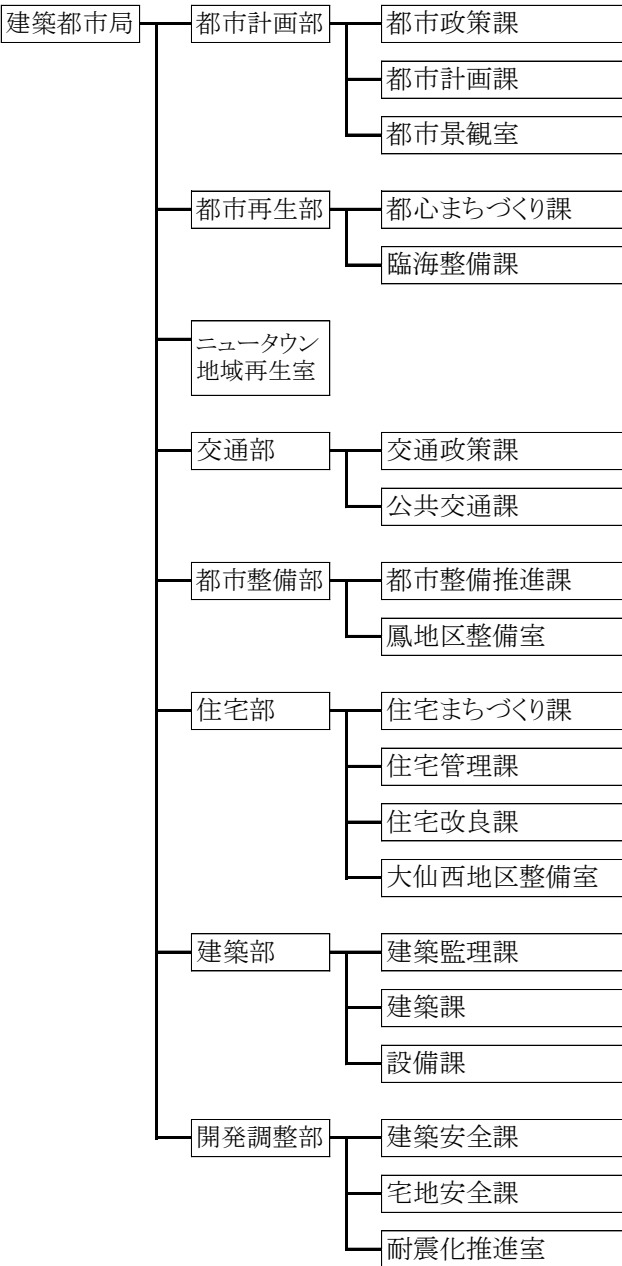 建築都市局
都市計画部
都市政策課
都市計画課
都市景観室
都市再生部
都心まちづくり課
臨海整備課
ニュータウン
地域再生室
交通部
交通政策課
公共交通課
都市整備部
都市整備推進課
鳳地区整備室
住宅部
住宅まちづくり課
住宅管理課
住宅改良課
大仙西地区整備室
建築部
建築監理課
建築課
設備課
開発調整部
建築安全課
宅地安全課
耐震化推進室